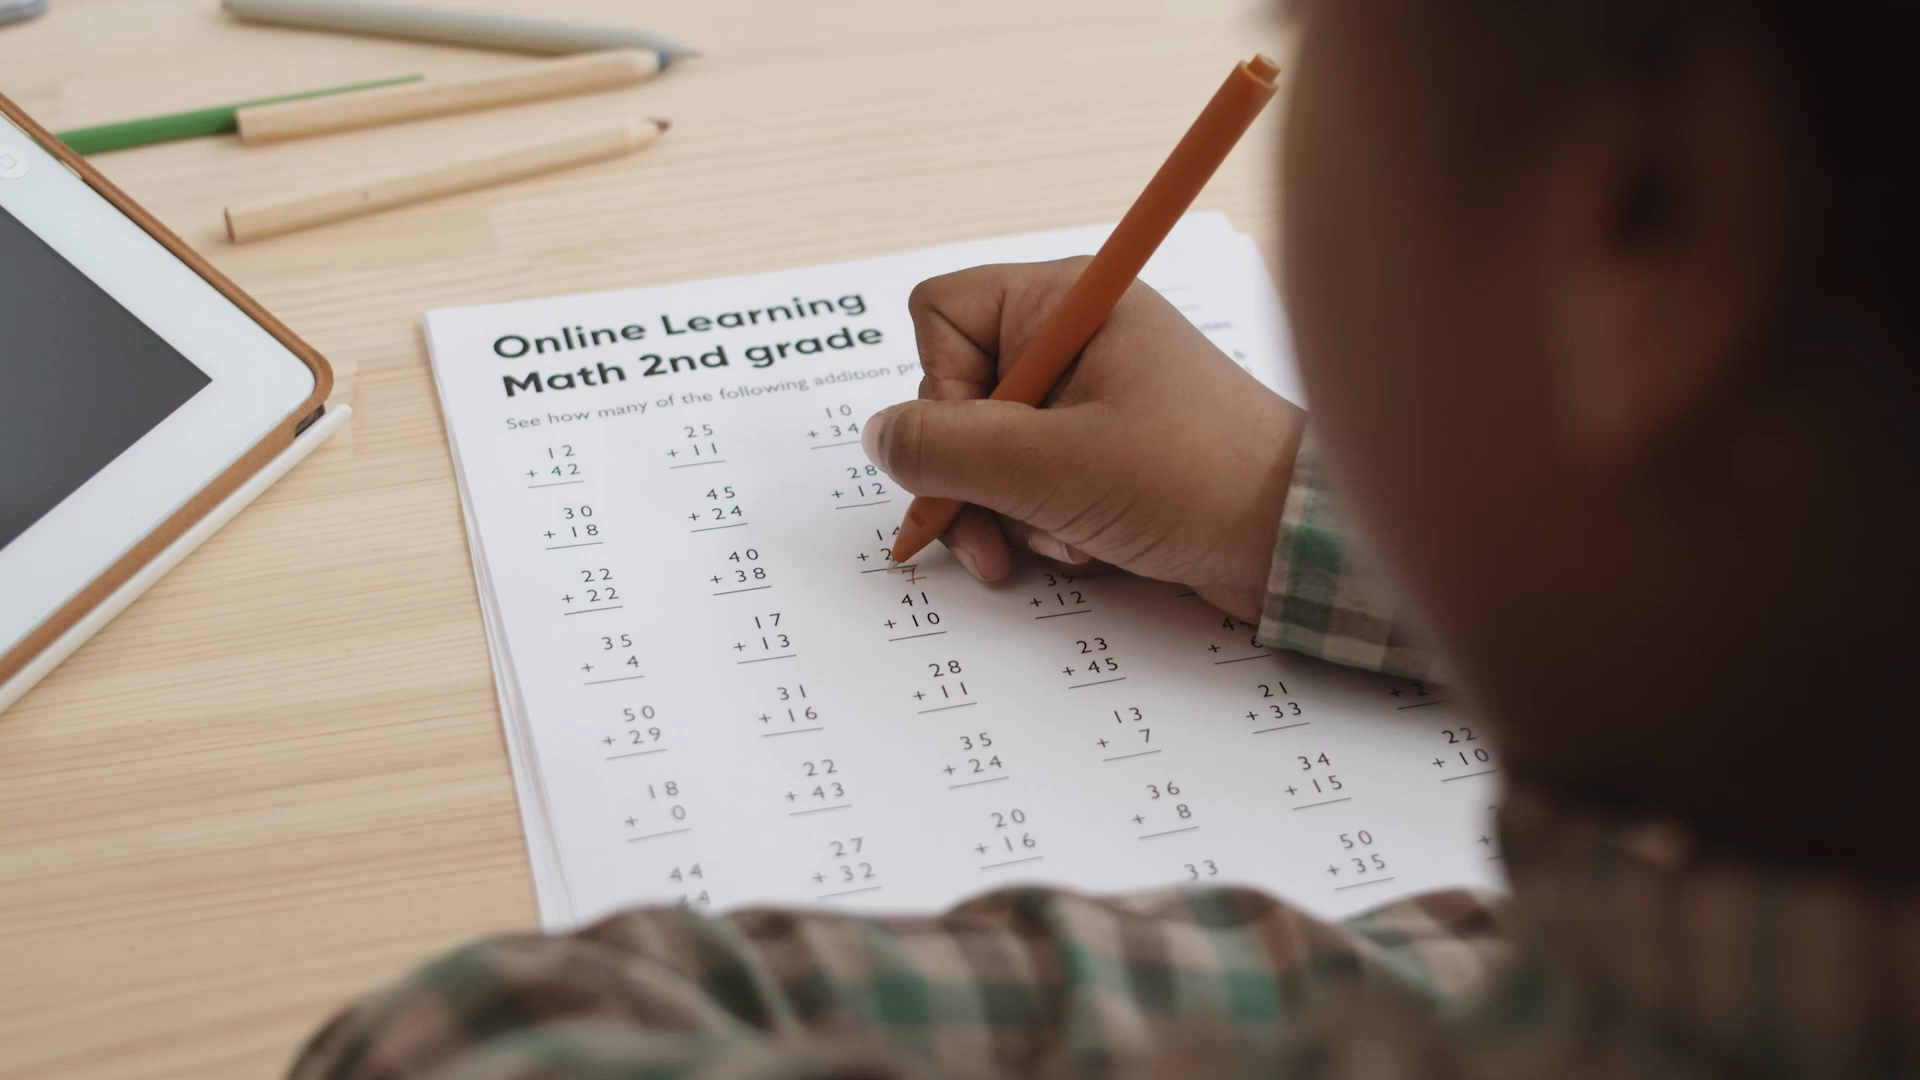 Online Learning
Math 2nd grade
See how many of the following addition
12 25 10
+ 42 + 11 + 34
30 45 28
+ 18 + 24 + 12
22 40
+ 22 + 38
7
35 17 41
+ 4 + 13 + 10 + 12
50 31 28 23
+ 29 + 16 + 11 + 45 + 6
18 22 35 13 21
+ 0 + 43 + 24 + 7 + 33
44 27 20 36 34 22
+ 32 + 16 + 8 + 15 + 10
33 50
+ 35